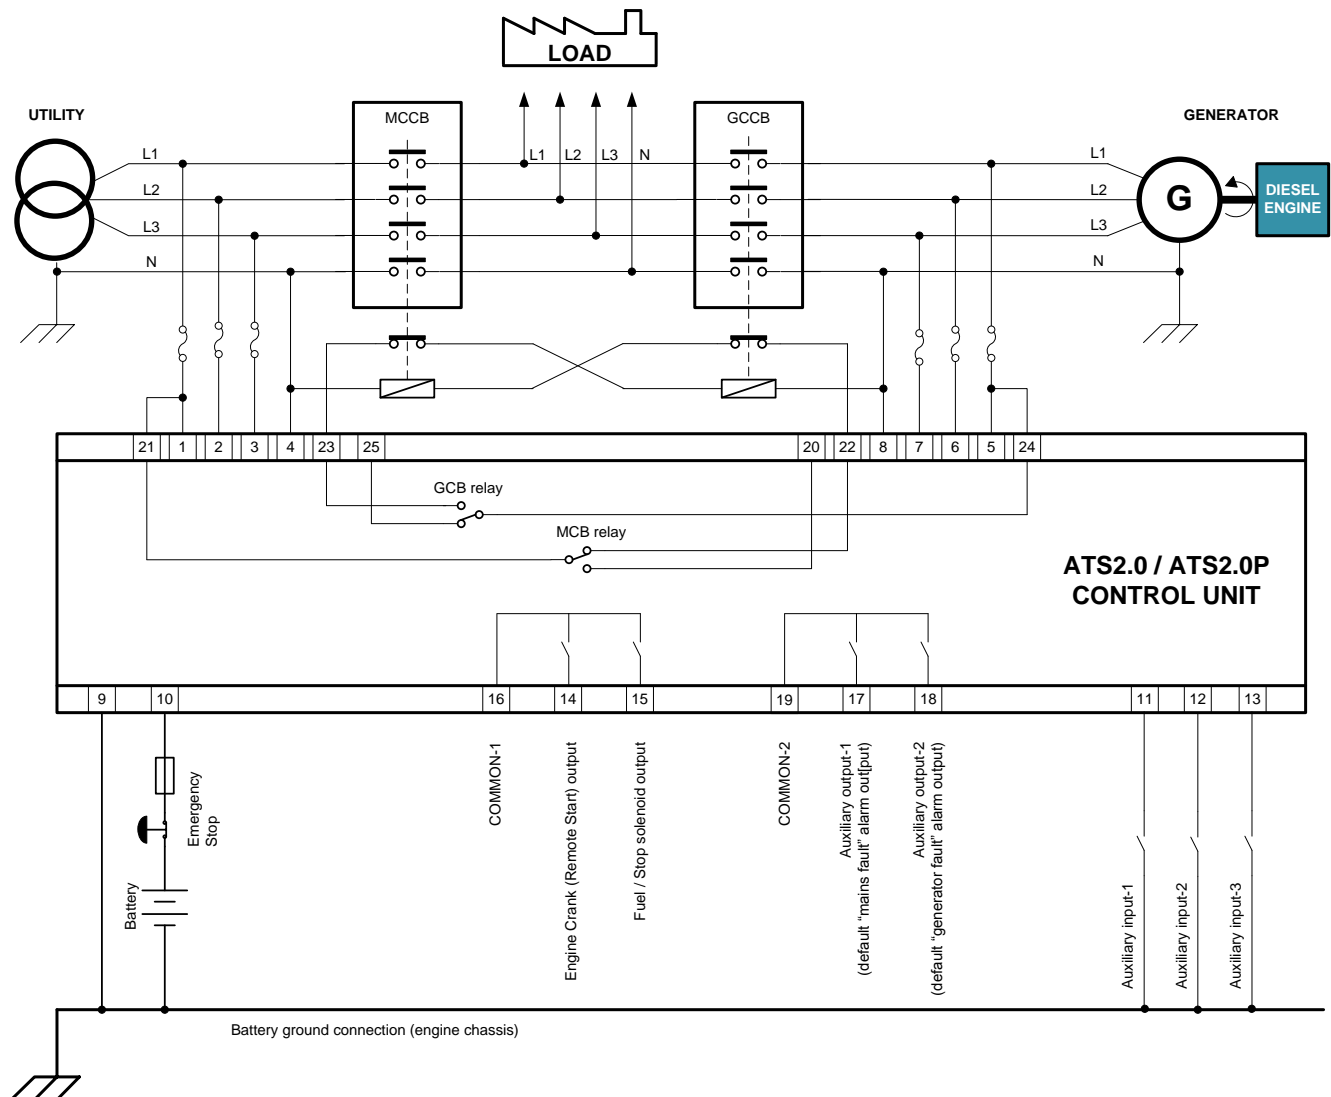 LOAD
UTILITY
MCCB
GCCB
GENERATOR
L1
L1
L2
L3
N
L1
L2
L2
L3
L3
N
N
G
DIESEL
ENGINE
21
1
2
3
4
23
25
20
22
8
7
6
5
24
GCB relay
MCB relay
ATS2.0 / ATS2.0P
CONTROL UNIT
9
10
16
14
15
19
17
18
11
12
13
Emergency
Stop
Battery
COMMON-1
Engine Crank (Remote Start) output
Fuel / Stop solenoid output
COMMON-2
Auxiliary output-1
(default “mains fault” alarm out[put)
Auxiliary output-2
(default “generator fault” alarm output)
Auxiliary input-1
Auxiliary input-2
Auxiliary input-3
Battery ground connection (engine chassis)